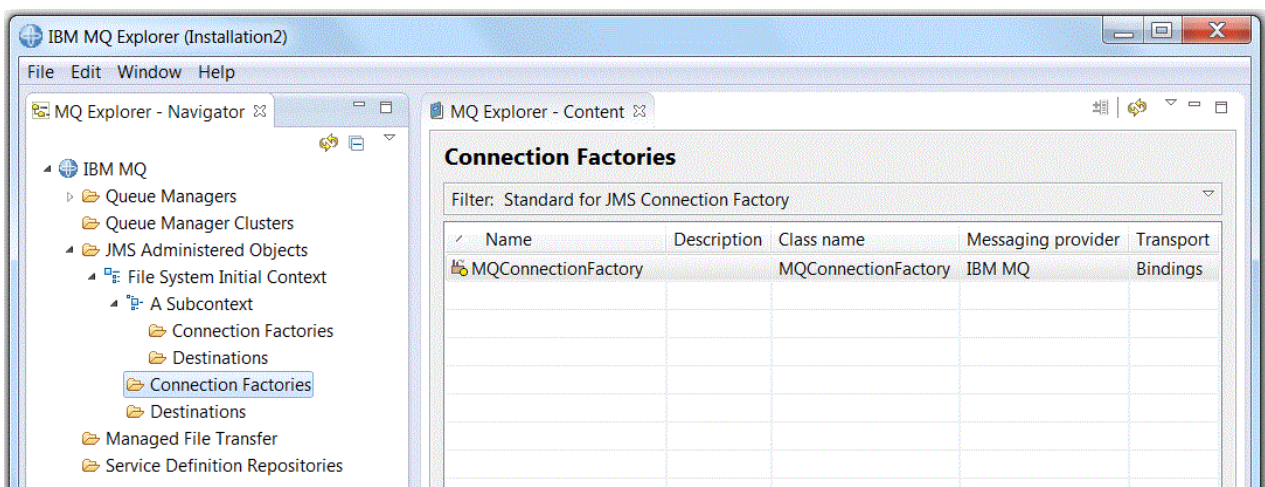 IBM MQ Explorer (Installation2)
File Edit Window Help
MQ Explorer - Navigator
IBM MQ
Queue Managers
Queue Manager Clusters
JMS Administered Objects
File System Initial Context
A Subcontext
Connection Factories
Destinations
Connection Factories
Destinations
Managed File Transfer
Service Definition Repositories
MQ Explorer - Content
Connection Factories
Filter: Standard for JMS Connection Factory
Name Description Class name Messaging provider Transport
MQConnectionFactory MQConnectionFactory IBM MQ Bindings